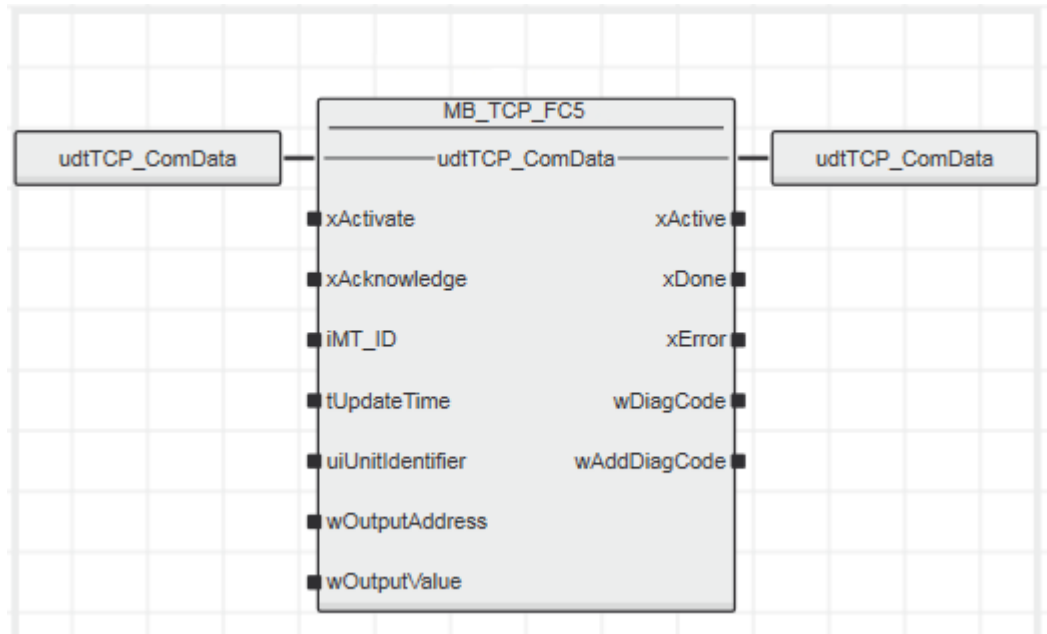 MB_TCP_FC5
udtTCP_ComData udtTCP_ComData udtTCP_ComData
xActivate xActive
xAcknowledge xDone
iMT_ID xError
tUpdateTime wDiagCode
uiUnitIdentifier wAddDiagCode
wOutputAddress
wOutputValue